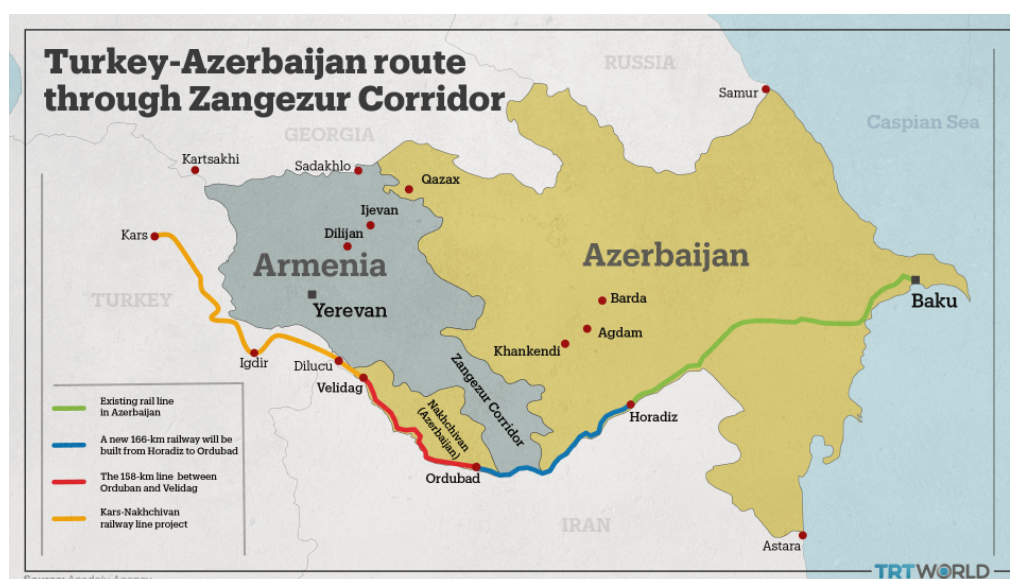 Turkey-Azerbaijan route
through Zangezur Corridor
RUSSIA
Samur
Caspian Sea
GEORGIA
Kartsakhi
Sadakhlo
Qazax
Ijevan
Dilijan
Kars
Armenia
Azerbaijan
TURKEY
Yerevan
Baku
Barda
Agdam
Khankendi
Igdir
Dilucu
Velidag
Zangezur Corridor
Nakhchivan
(Azerbaijan)
Horadiz
Ordubad
IRAN
Astara
Existing rail line
in Azerbaijan
A new 166-km railway will be
built from Horadiz to Ordubad
The 158-km line between
Orduban and Velidag
Kars-Nakhchivan
railway line project
Source: Anadolu Agency
TRTWORLD